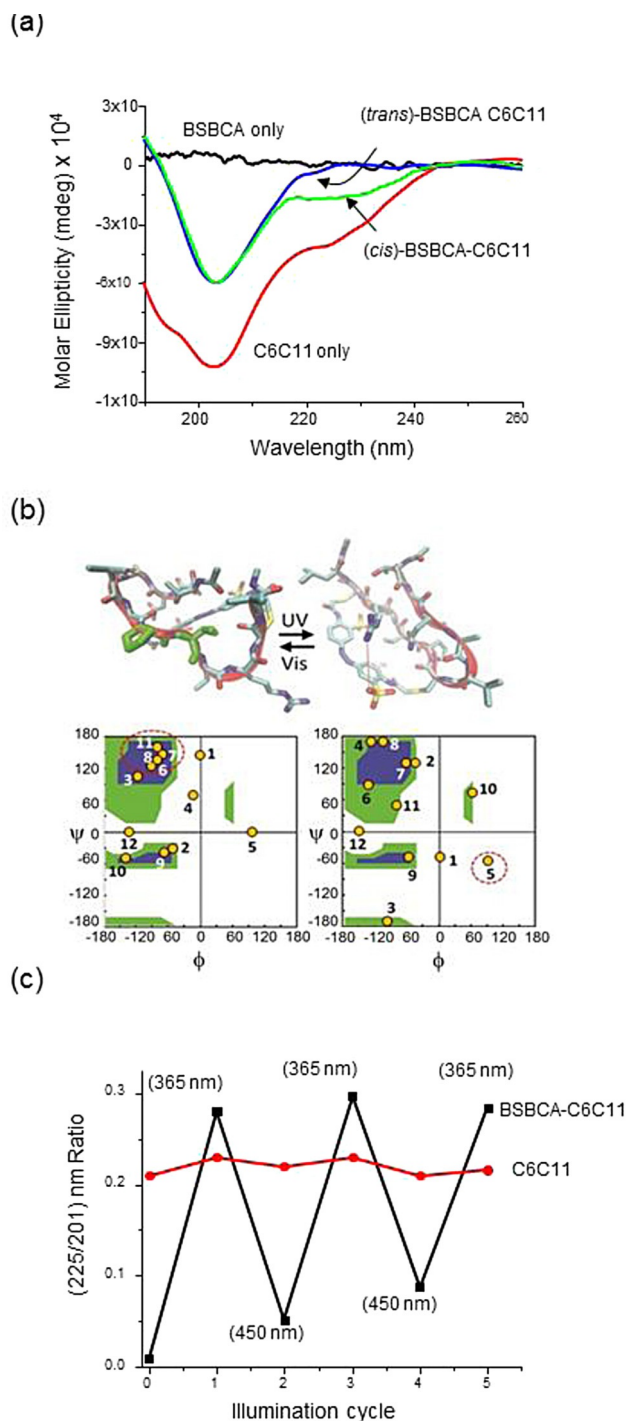 (a)
Molar Ellipticity (mdeg) x 10⁴
3x10
0
-3x10
-6x10
-9x10
-1x10
BSBCA only
(trans)-BSBCA C6C11
(cis)-BSBCA-C6C11
C6C11 only
200
220
240
260
Wavelength (nm)
(b)
UV
Vis
180
120
60
Ψ 0
-60
-120
-180
11
7
8
6
3
1
4
12
5
2
9
10
-180 -120 -60 0 60 120 180
ϕ
180
120
60
Ψ 0
-60
-120
-180
4
8
2
7
6
10
11
12
9
1
5
3
-180 -120 -60 0 60 120 180
ϕ
(c)
(225/201) nm Ratio
0.3
0.2
0.1
0.0
(365 nm)
(365 nm)
(365 nm)
BSBCA-C6C11
C6C11
(450 nm)
(450 nm)
0 1 2 3 4 5
Illumination cycle